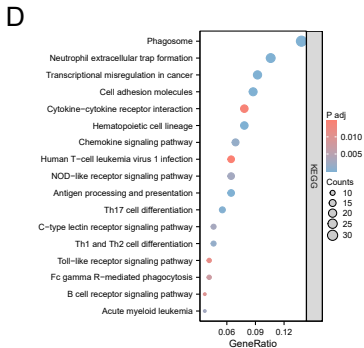 D
Phagosome
Neutrophil extracellular trap formation
Transcriptional misregulation in cancer
Cell adhesion molecules
Cytokine−cytokine receptor interaction
Hematopoietic cell lineage
Chemokine signaling pathway
Human T−cell leukemia virus 1 infection
NOD−like receptor signaling pathway
Antigen processing and presentation
Th17 cell differentiation
C−type lectin receptor signaling pathway
Th1 and Th2 cell differentiation
Toll−like receptor signaling pathway
Fc gamma R−mediated phagocytosis
B cell receptor signaling pathway
Acute myeloid leukemia
0.06 0.09 0.12
GeneRatio
KEGG
P adj
0.010
0.005
Counts
10
15
20
25
30